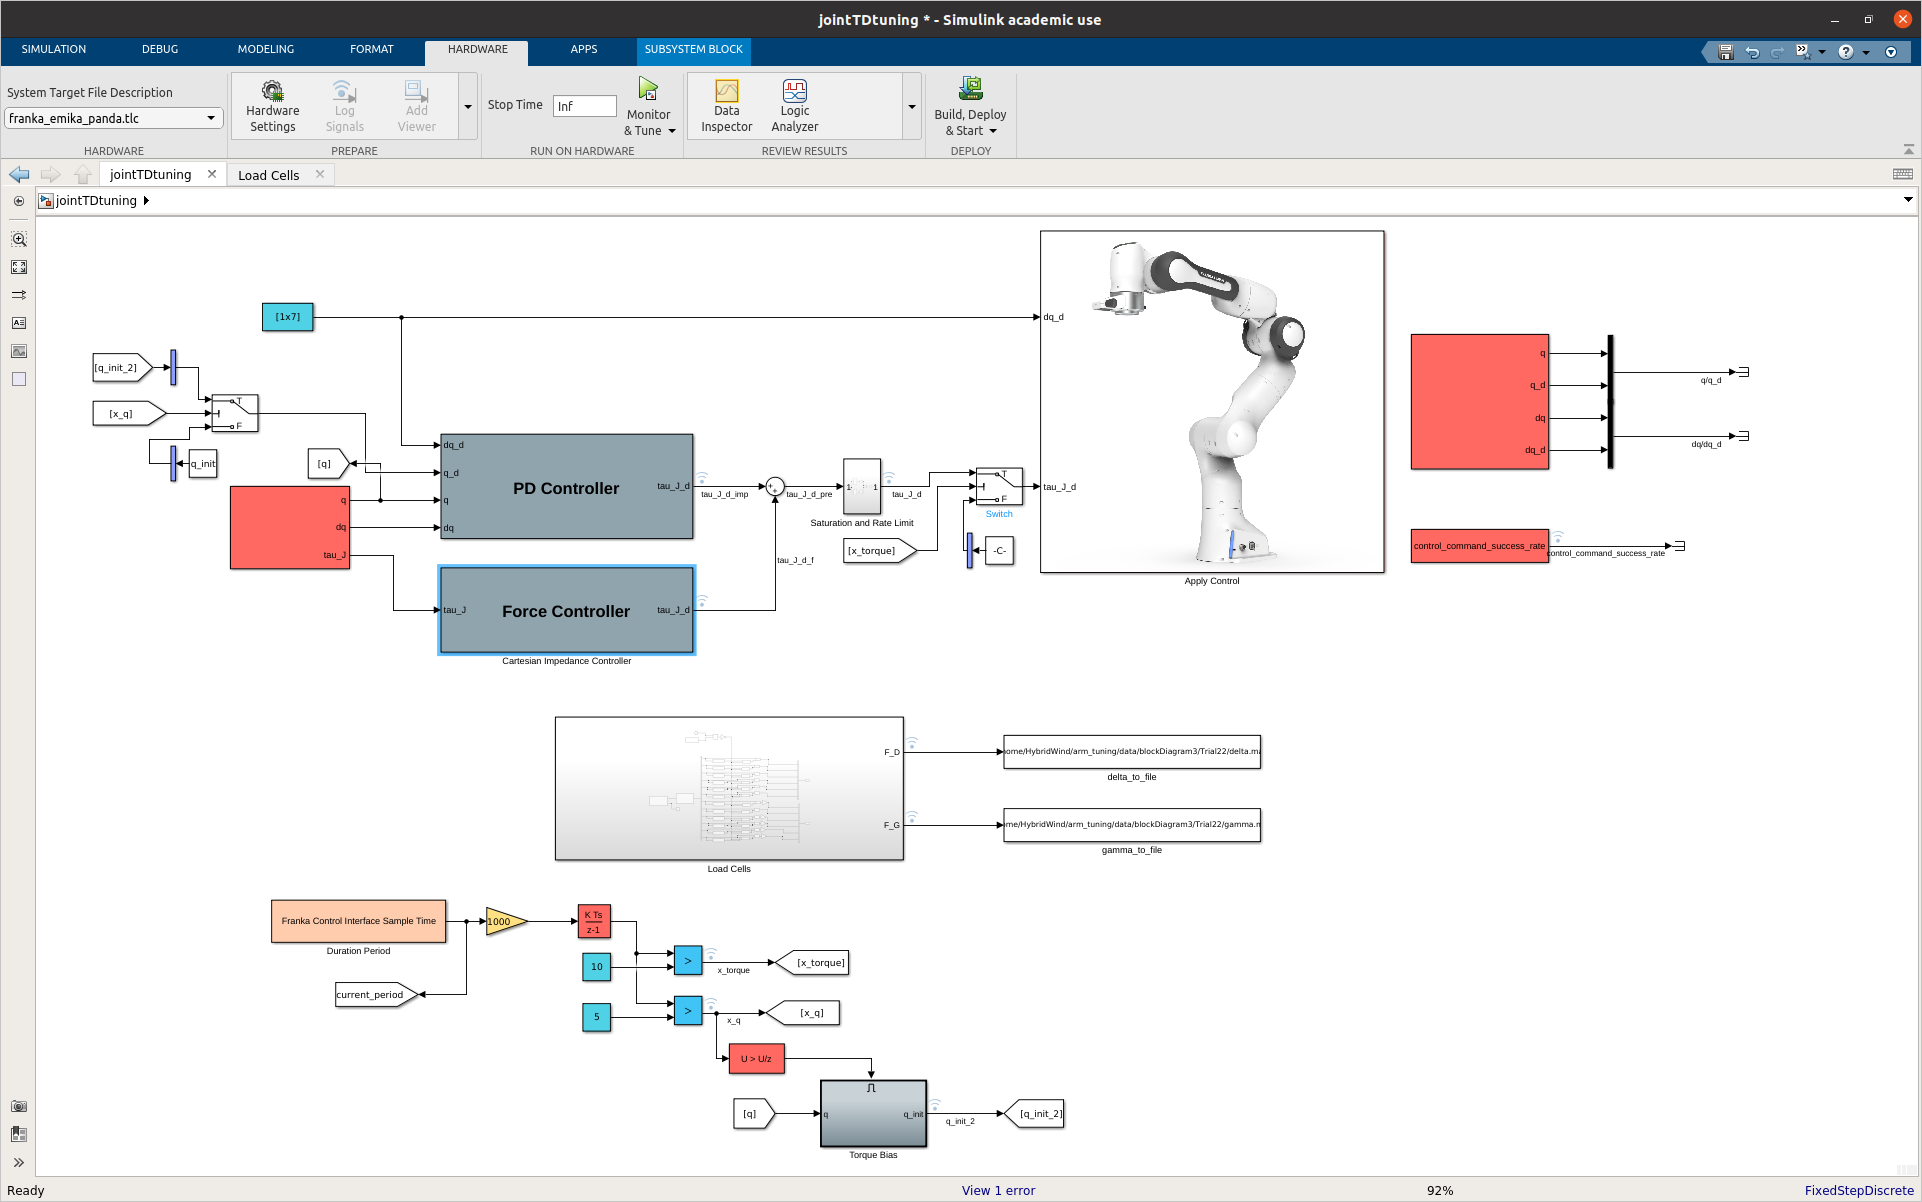 jointTDtuning * - Simulink academic use
SIMULATION DEBUG MODELING FORMAT HARDWARE APPS SUBSYSTEM BLOCK
System Target File Description
franka_emika_panda.tlc
HARDWARE
Hardware Settings
Log Signals
Add Viewer
PREPARE
Stop Time Inf
Monitor & Tune
RUN ON HARDWARE
Data Inspector
Logic Analyzer
REVIEW RESULTS
Build, Deploy & Start
DEPLOY
jointTDtuning Load Cells
jointTDtuning
[1x7]
[q_init_2]
[x_q]
T
F
q_init
[q]
q
dq
tau_J
dq_d
q_d
q
dq
PD Controller
tau_J_d
tau_J_d_imp
tau_J_d_pre
1
1
Saturation and Rate Limit
tau_J_d
[x_torque]
T
F
Switch
-C-
tau_J_d_f
tau_J
Force Controller
tau_J_d
Cartesian Impedance Controller
dq_d
tau_J_d
Apply Control
q
q_d
dq
dq_d
q/q_d
dq/dq_d
control_command_success_rate
control_command_success_rate
F_D
F_G
Load Cells
ome/HybridWind/arm_tuning/data/blockDiagram3/Trial22/delta.m
delta_to_file
me/HybridWind/arm_tuning/data/blockDiagram3/Trial22/gamma.m
gamma_to_file
Franka Control Interface Sample Time
Duration Period
current_period
1000
K Ts
z-1
10
>
x_torque
[x_torque]
5
>
x_q
[x_q]
U > U/z
[q]
q
q_init
Torque Bias
q_init_2
[q_init_2]
Ready View 1 error 92% FixedStepDiscrete